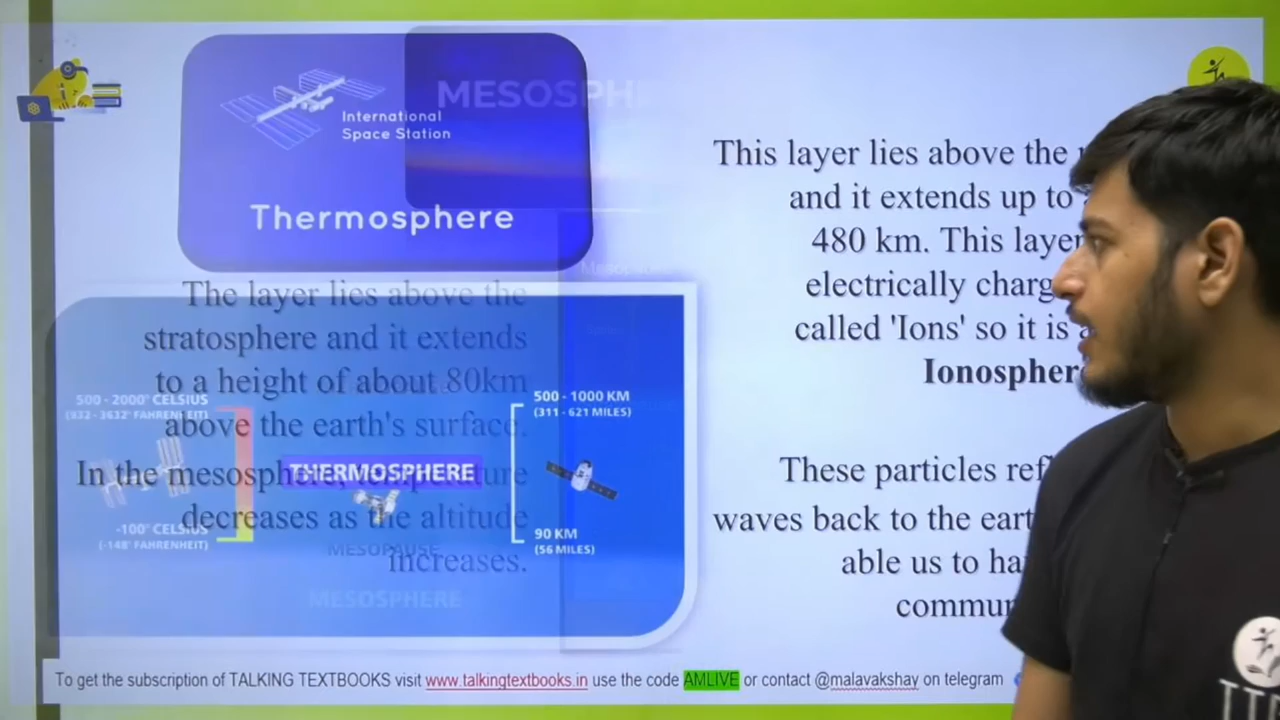 MESOSPHE
International
Space Station
Thermosphere
This layer lies above the
and it extends up to
480 km. This layer
electrically charg
called 'Ions' so it is a
Ionospher
The layer lies above the
stratosphere and it extends
to a height of about 80km
above the earth's surface.
In the mesosphere, temperature
decreases as the altitude
increases.
500 - 2000° CELSIUS
(932 - 3632° FAHRENHEIT)
500 - 1000 KM
(311 - 621 MILES)
THERMOSPHERE
-100° CELSIUS
(-148° FAHRENHEIT)
90 KM
(56 MILES)
MESOPAUSE
MESOSPHERE
These particles ref
waves back to the eart
able us to ha
commun
To get the subscription of TALKING TEXTBOOKS visit www.talkingtextbooks.in use the code AMLIVE or contact @malavakshay on telegram